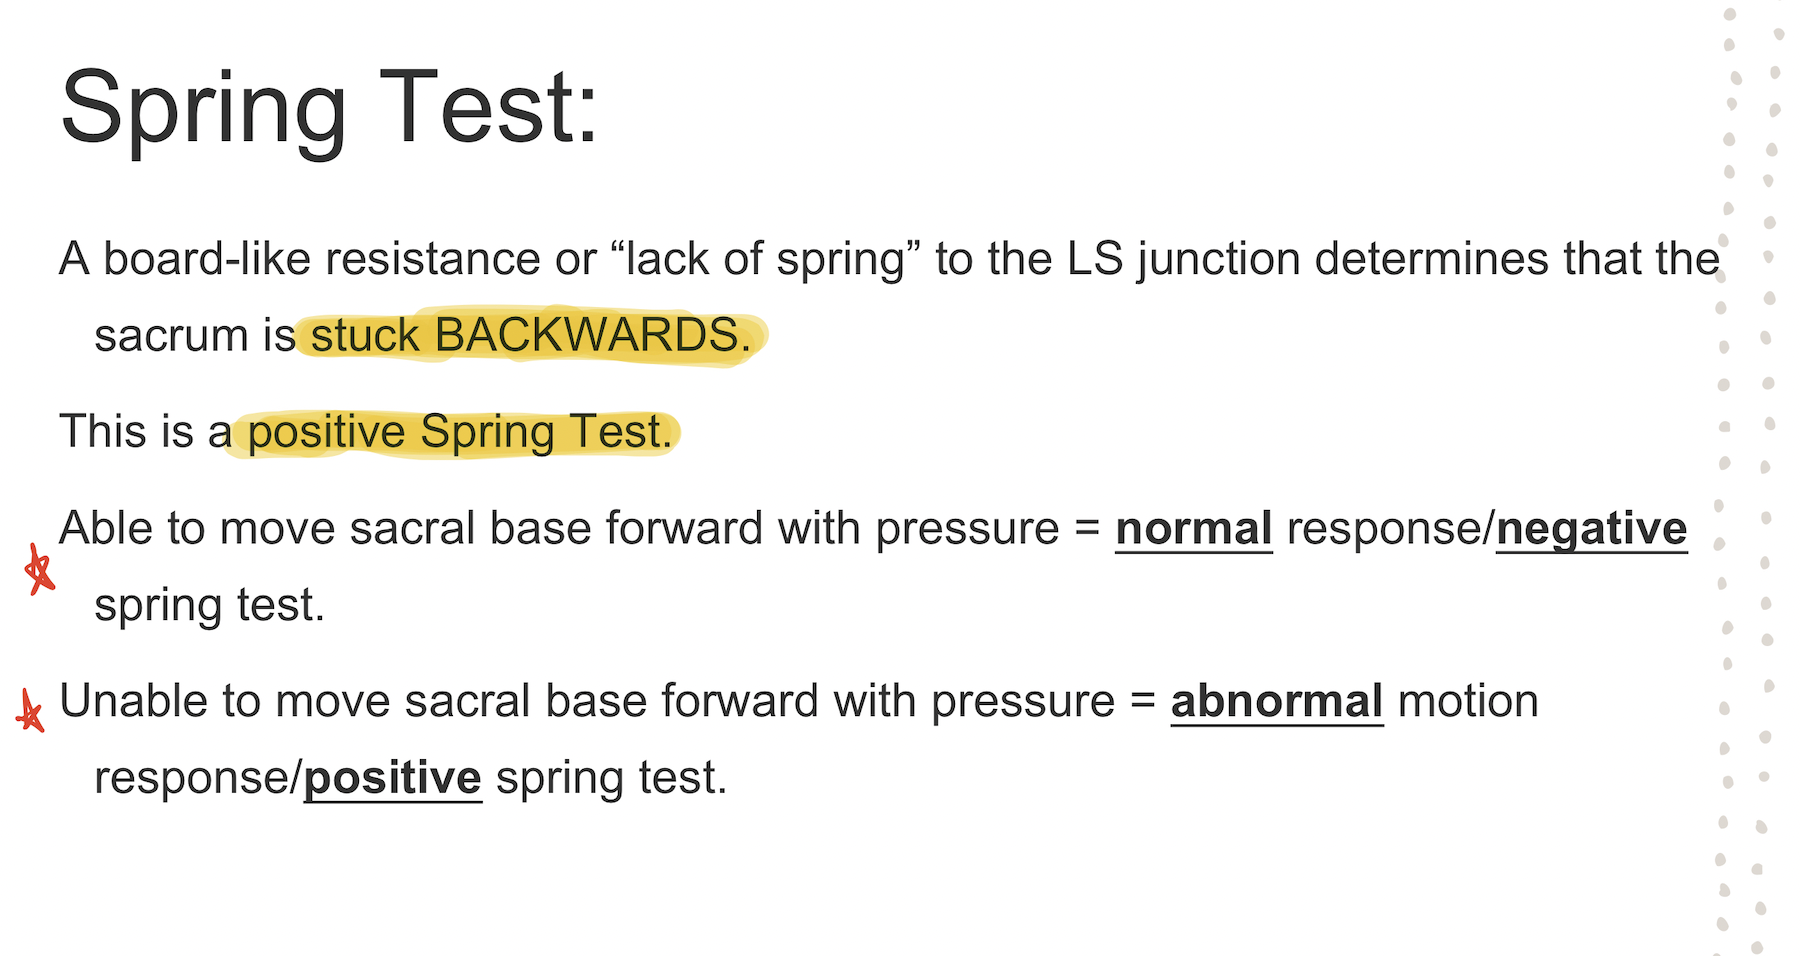 Spring Test:
A board-like resistance or “lack of spring” to the LS junction determines that the
sacrum is stuck BACKWARDS.
This is a positive Spring Test.
Able to move sacral base forward with pressure = normal response/negative
spring test.
Unable to move sacral base forward with pressure = abnormal motion
response/positive spring test.